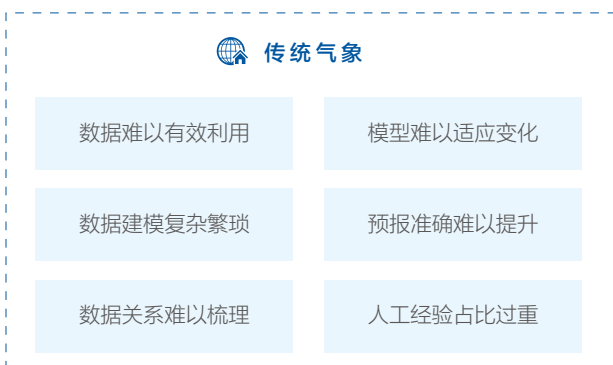 传统气象
数据难以有效利用
模型难以适应变化
数据建模复杂繁琐
预报准确难以提升
数据关系难以梳理
人工经验占比过重